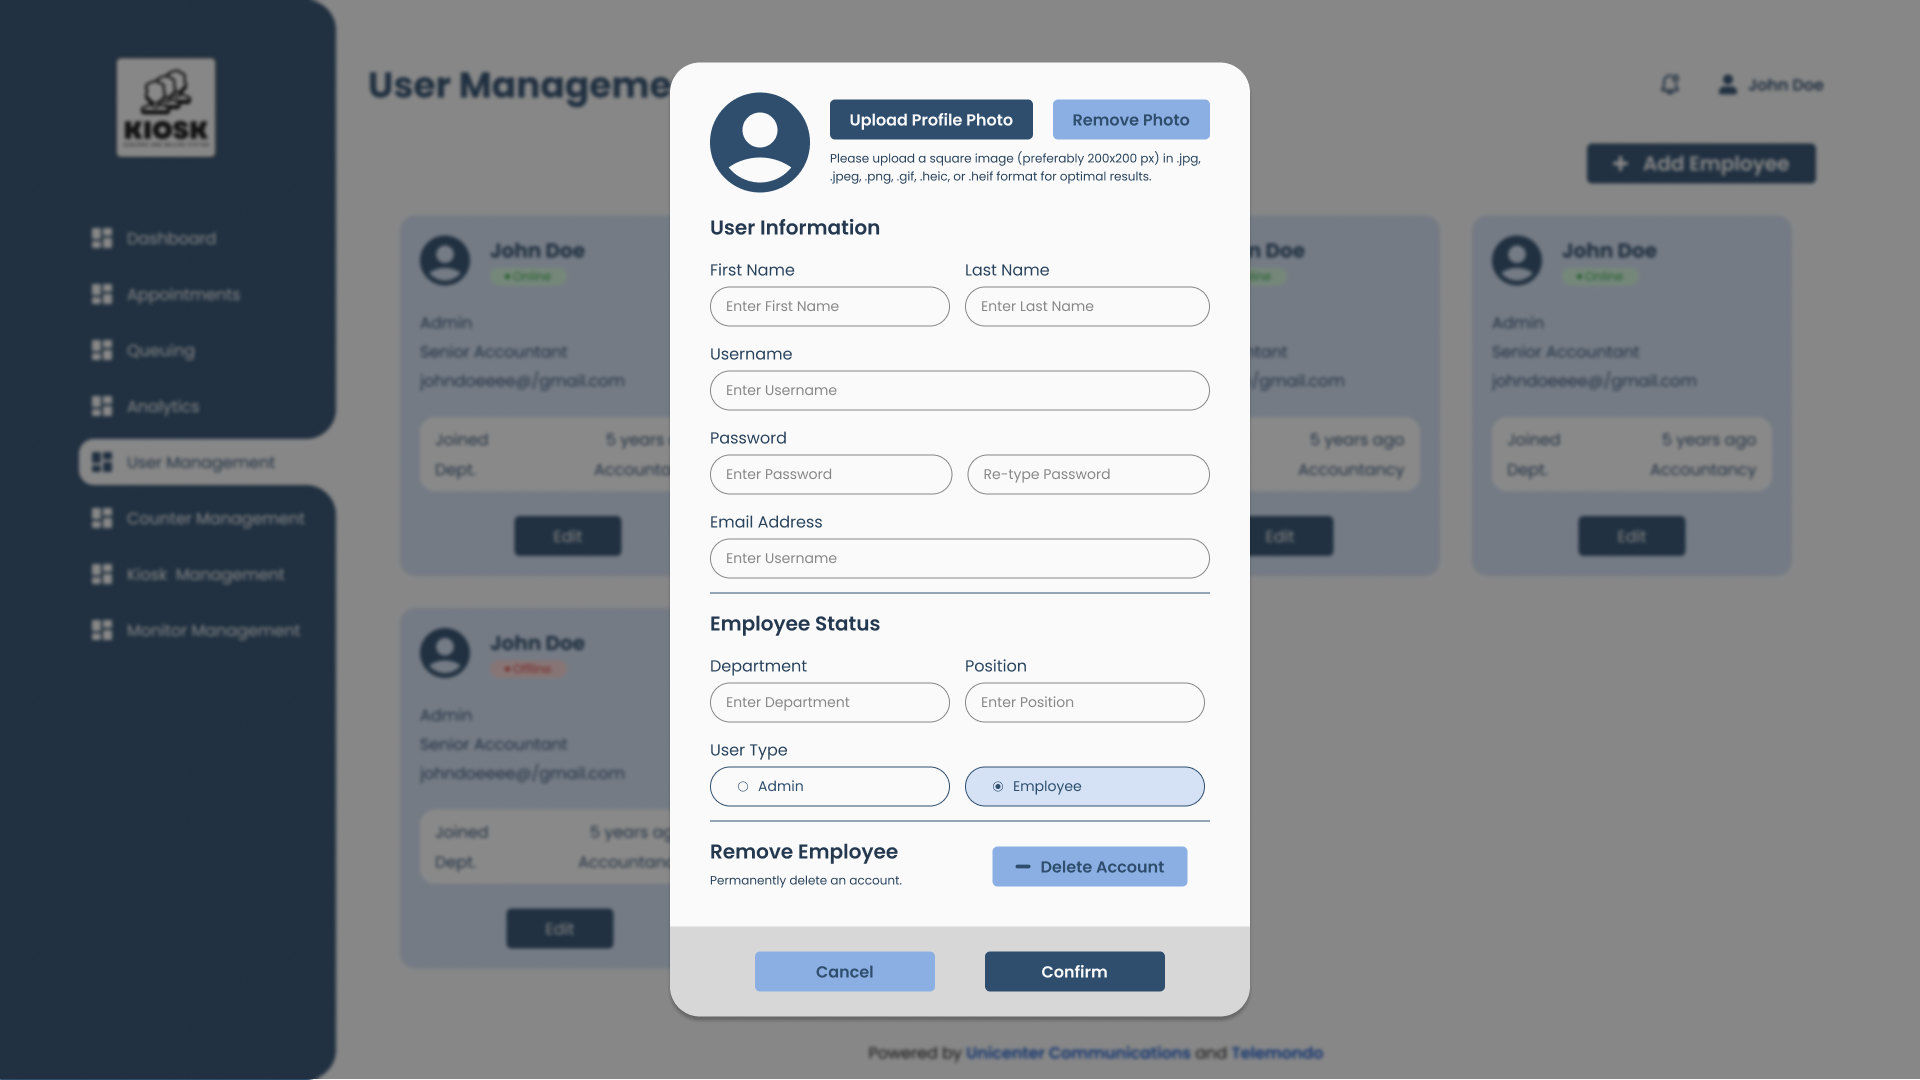 KIOSK
Dashboard
Appointments
Queuing
Analytics
User Management
Counter Management
Kiosk Management
Monitor Management
User Manageme
John Doe
+ Add Employee
John Doe
Online
Admin
Senior Accountant
johndoeeee@/gmail.com
Joined 5 years
Dept. Accounta
Edit
n Doe
line
tant
/gmail.com
5 years ago
Accountancy
Edit
John Doe
Online
Admin
Senior Accountant
johndoeeee@/gmail.com
Joined 5 years ago
Dept. Accountancy
Edit
John Doe
Offline
Admin
Senior Accountant
johndoeeee@/gmail.com
Joined 5 years ag
Dept. Accountanc
Edit
Upload Profile Photo Remove Photo
Please upload a square image (preferably 200x200 px) in .jpg,
.jpeg, .png, .gif, .heic, or .heif format for optimal results.
User Information
First Name Last Name
Enter First Name Enter Last Name
Username
Enter Username
Password
Enter Password Re-type Password
Email Address
Enter Username
Employee Status
Department Position
Enter Department Enter Position
User Type
Admin Employee
Remove Employee
Permanently delete an account.
Delete Account
Cancel Confirm
Powered by Unicenter Communications and Telemondo